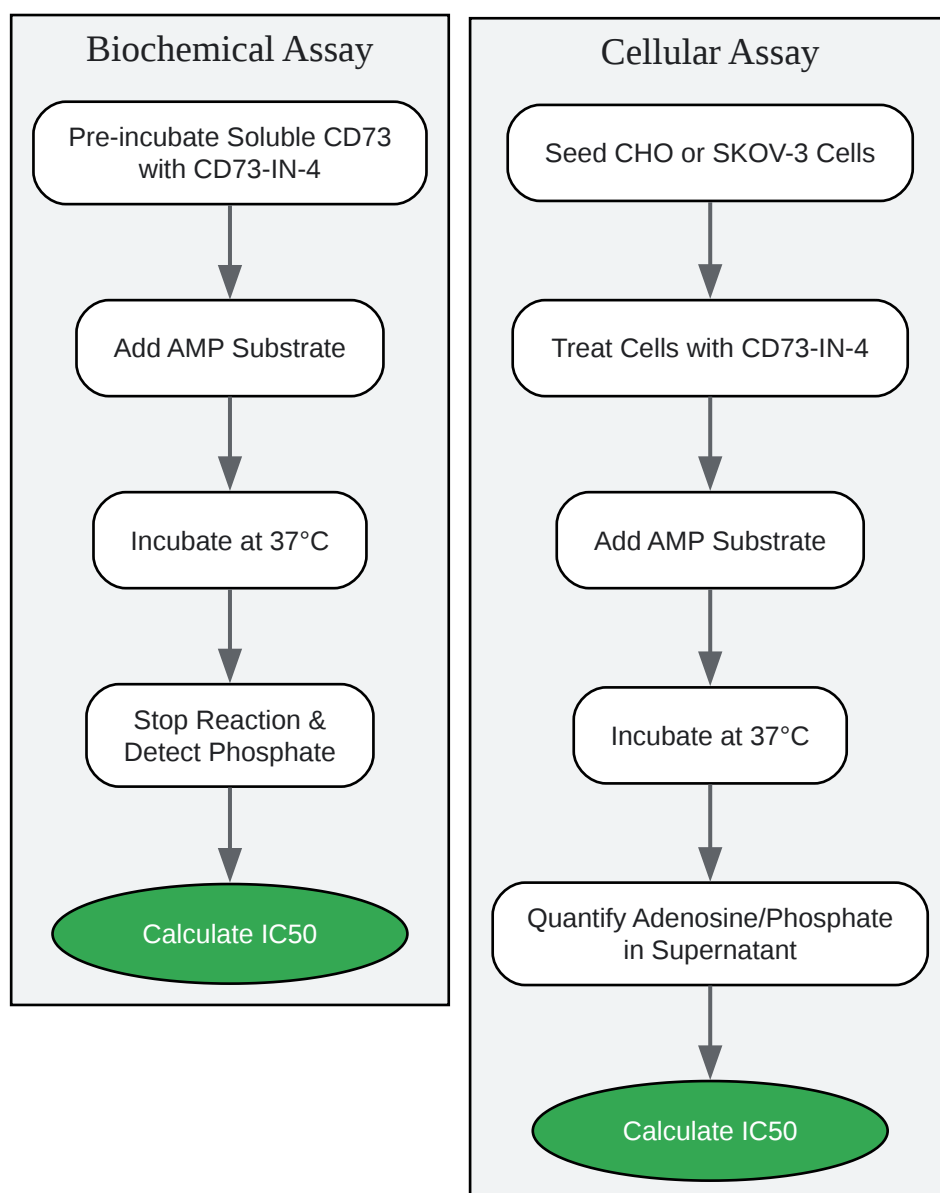 Biochemical Assay
Pre-incubate Soluble CD73
with CD73-IN-4
Add AMP Substrate
Incubate at 37°C
Stop Reaction &
Detect Phosphate
Calculate IC50
Cellular Assay
Seed CHO or SKOV-3 Cells
Treat Cells with CD73-IN-4
Add AMP Substrate
Incubate at 37°C
Quantify Adenosine/Phosphate
in Supernatant
Calculate IC50